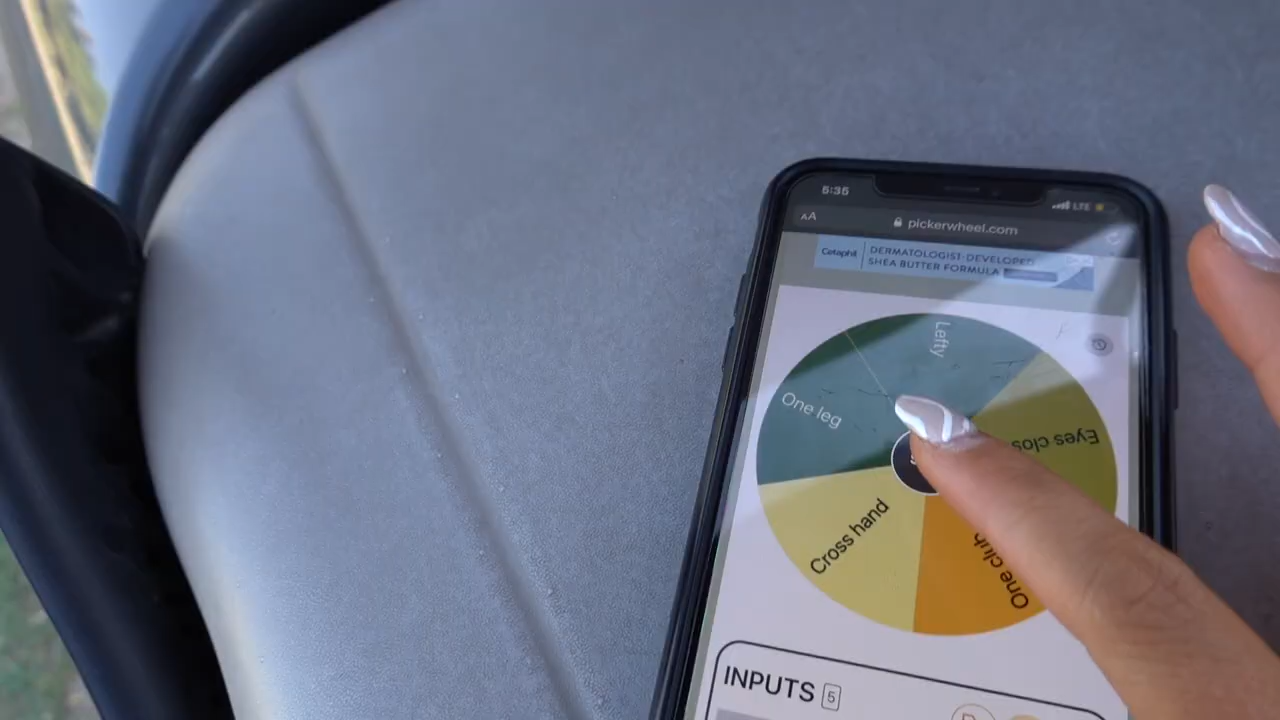 5:35
LTE
AA
pickerwheel.com
Cetaphil
DERMATOLOGIST-DEVELOPED
SHEA BUTTER FORMULA
Lefty
One leg
Eyes clos
Cross hand
One club
INPUTS 5